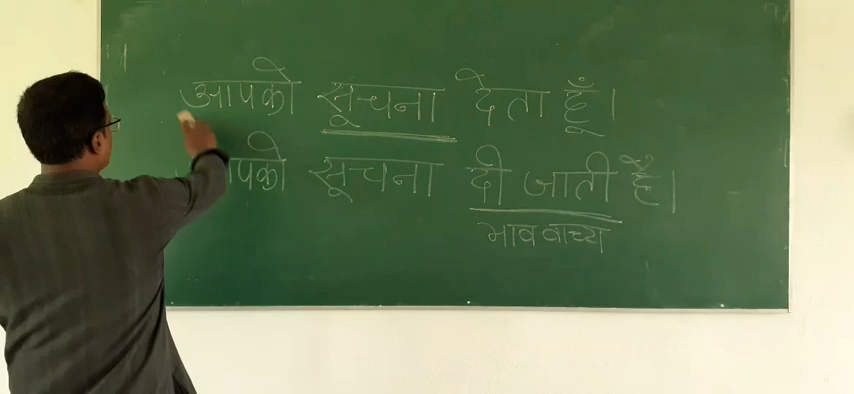 आपको सूचना देता हूँ।
आपको सूचना दी जाती है।
भाववाच्य